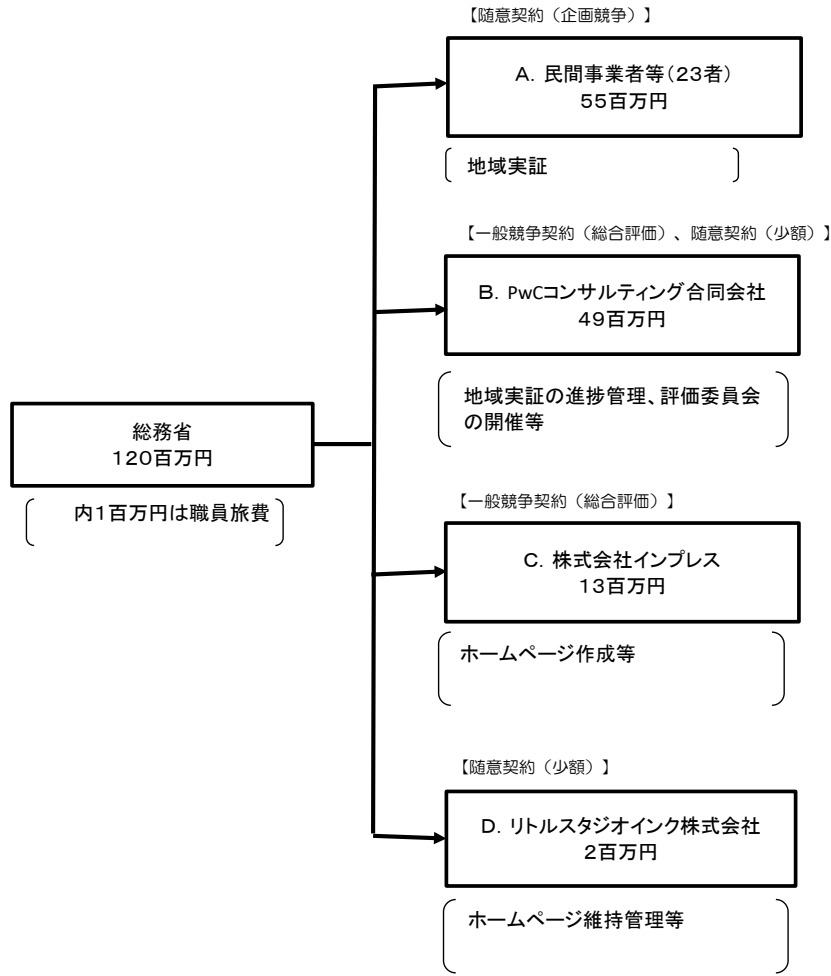 【随意契約（企画競争）】
A．民間事業者等（２３者）
５５百万円
地域実証
【一般競争契約（総合評価）、随意契約（少額）】
B．PwCコンサルティング合同会社
４９百万円
地域実証の進捗管理、評価委員会
の開催等
総務省
１２０百万円
内１百万円は職員旅費
【一般競争契約（総合評価）】
C．株式会社インプレス
１３百万円
ホームページ作成等
【随意契約（少額）】
D．リトルスタジオインク株式会社
２百万円
ホームページ維持管理等